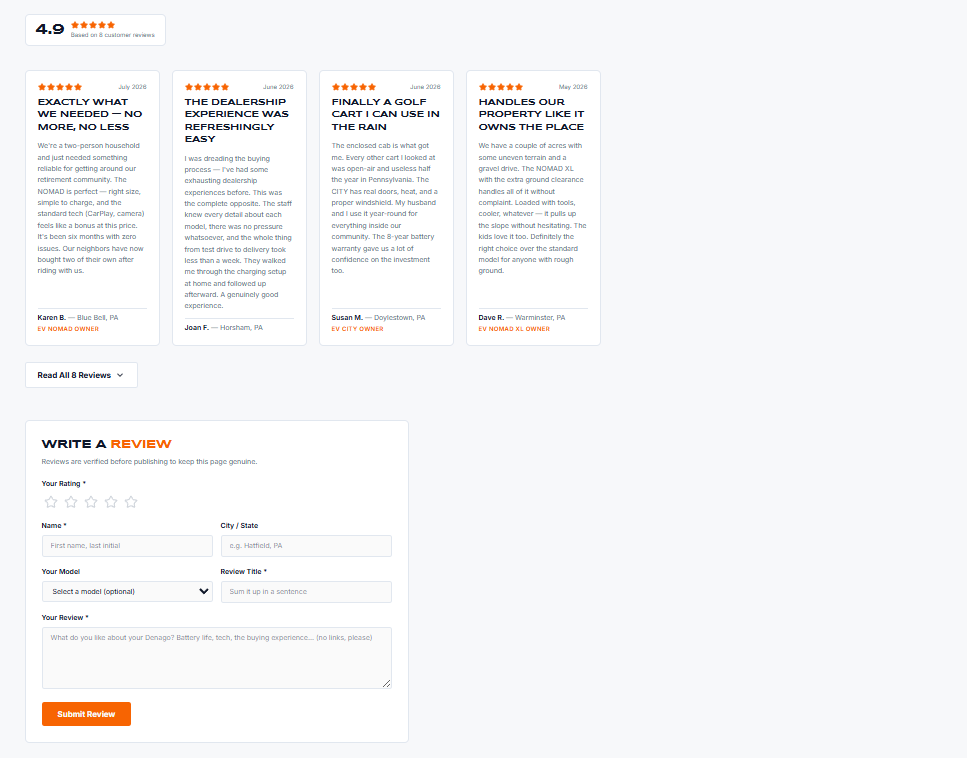 4.9
Based on 8 customer reviews
July 2026
EXACTLY WHAT
WE NEEDED — NO
MORE, NO LESS
We're a two-person household
and just needed something
reliable for getting around our
retirement community. The
NOMAD is perfect — right size,
simple to charge, and the
standard tech (CarPlay, camera)
feels like a bonus at this price.
It's been six months with zero
issues. Our neighbors have now
bought two of their own after
riding with us.
Karen B. — Blue Bell, PA
EV NOMAD OWNER
June 2026
THE DEALERSHIP
EXPERIENCE WAS
REFRESHINGLY
EASY
I was dreading the buying
process — I've had some
exhausting dealership
experiences before. This was
the complete opposite. The staff
knew every detail about each
model, there was no pressure
whatsoever, and the whole thing
from test drive to delivery took
less than a week. They walked
me through the charging setup
at home and followed up
afterward. A genuinely good
experience.
Joan F. — Horsham, PA
June 2026
FINALLY A GOLF
CART I CAN USE IN
THE RAIN
The enclosed cab is what got
me. Every other cart I looked at
was open-air and useless half
the year in Pennsylvania. The
CITY has real doors, heat, and a
proper windshield. My husband
and I use it year-round for
everything inside our
community. The 8-year battery
warranty gave us a lot of
confidence on the investment
too.
Susan M. — Doylestown, PA
EV CITY OWNER
May 2026
HANDLES OUR
PROPERTY LIKE IT
OWNS THE PLACE
We have a couple of acres with
some uneven terrain and a
gravel drive. The NOMAD XL
with the extra ground clearance
handles all of it without
complaint. Loaded with tools,
cooler, whatever — it pulls up
the slope without hesitating. The
kids love it too. Definitely the
right choice over the standard
model for anyone with rough
ground.
Dave R. — Warminster, PA
EV NOMAD XL OWNER
Read All 8 Reviews
WRITE A REVIEW
Reviews are verified before publishing to keep this page genuine.
Your Rating *
Name *
City / State
First name, last initial
e.g. Hatfield, PA
Your Model
Review Title *
Select a model (optional)
Sum it up in a sentence
Your Review *
What do you like about your Denago? Battery life, tech, the buying experience... (no links, please)
Submit Review